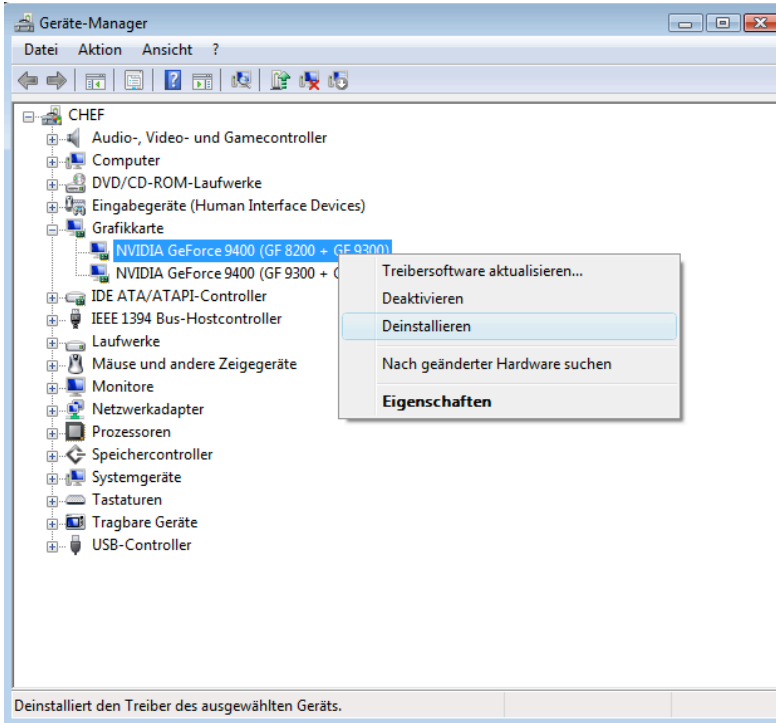 Geräte-Manager
Datei Aktion Ansicht ?
CHEF
Audio-, Video- und Gamecontroller
Computer
DVD/CD-ROM-Laufwerke
Eingabegeräte (Human Interface Devices)
Grafikkarte
NVIDIA GeForce 9400 (GF 8200 + GF 9300)
NVIDIA GeForce 9400 (GF 9300 +
IDE ATA/ATAPI-Controller
IEEE 1394 Bus-Hostcontroller
Laufwerke
Mäuse und andere Zeigegeräte
Monitore
Netzwerkadapter
Prozessoren
Speichercontroller
Systemgeräte
Tastaturen
Tragbare Geräte
USB-Controller
Treibersoftware aktualisieren...
Deaktivieren
Deinstallieren
Nach geänderter Hardware suchen
Eigenschaften
Deinstalliert den Treiber des ausgewählten Geräts.